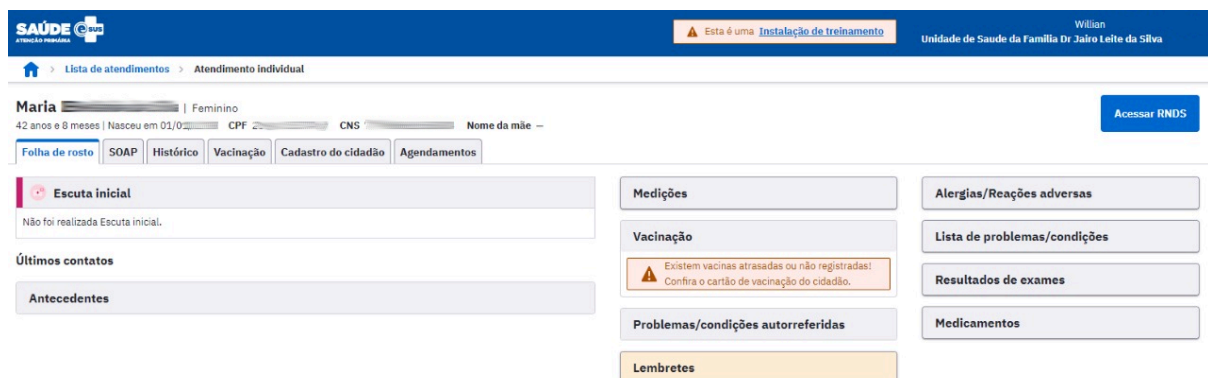 SAÚDE e sus
ATENÇÃO PRIMÁRIA
Esta é uma Instalação de treinamento
Willian
Unidade de Saude da Familia Dr Jairo Leite da Silva
> Lista de atendimentos > Atendimento individual
Maria | Feminino
42 anos e 8 meses | Nasceu em 01/0 CPF CNS Nome da mãe —
Acessar RNDS
Folha de rosto SOAP Histórico Vacinação Cadastro do cidadão Agendamentos
Escuta inicial
Não foi realizada Escuta inicial.
Últimos contatos
Antecedentes
Medições
Vacinação
Existem vacinas atrasadas ou não registradas!
Confira o cartão de vacinação do cidadão.
Problemas/condições autorreferidas
Lembretes
Alergias/Reações adversas
Lista de problemas/condições
Resultados de exames
Medicamentos